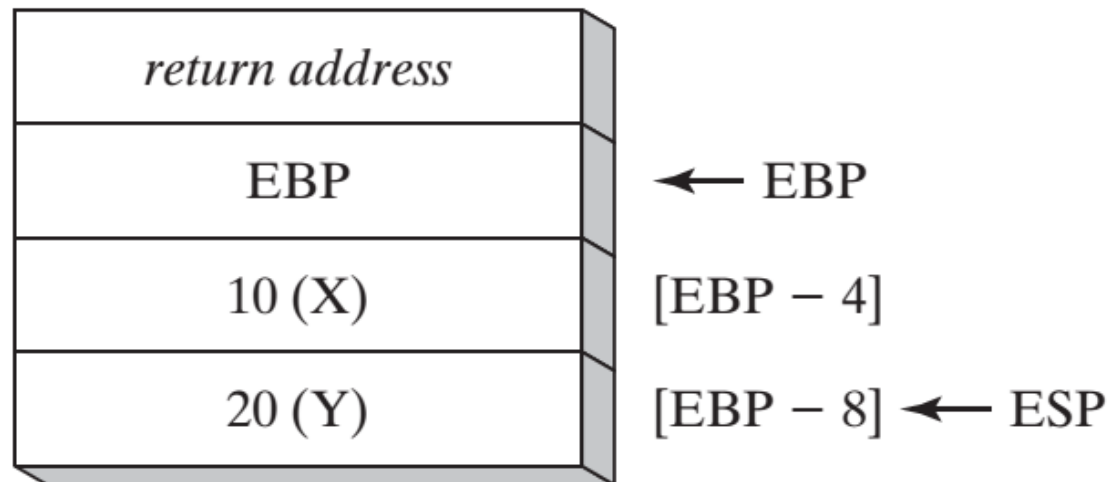 return address
EBP ← EBP
10 (X) [EBP − 4]
20 (Y) [EBP − 8] ← ESP